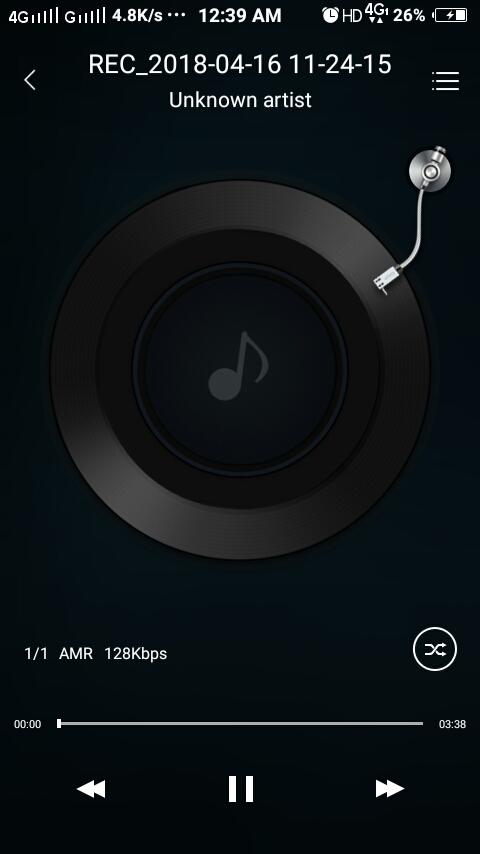 4G G 4.8K/s ••• 12:39 AM HD 4G 26%
REC_2018-04-16 11-24-15
Unknown artist
1/1 AMR 128Kbps
00:00 03:38